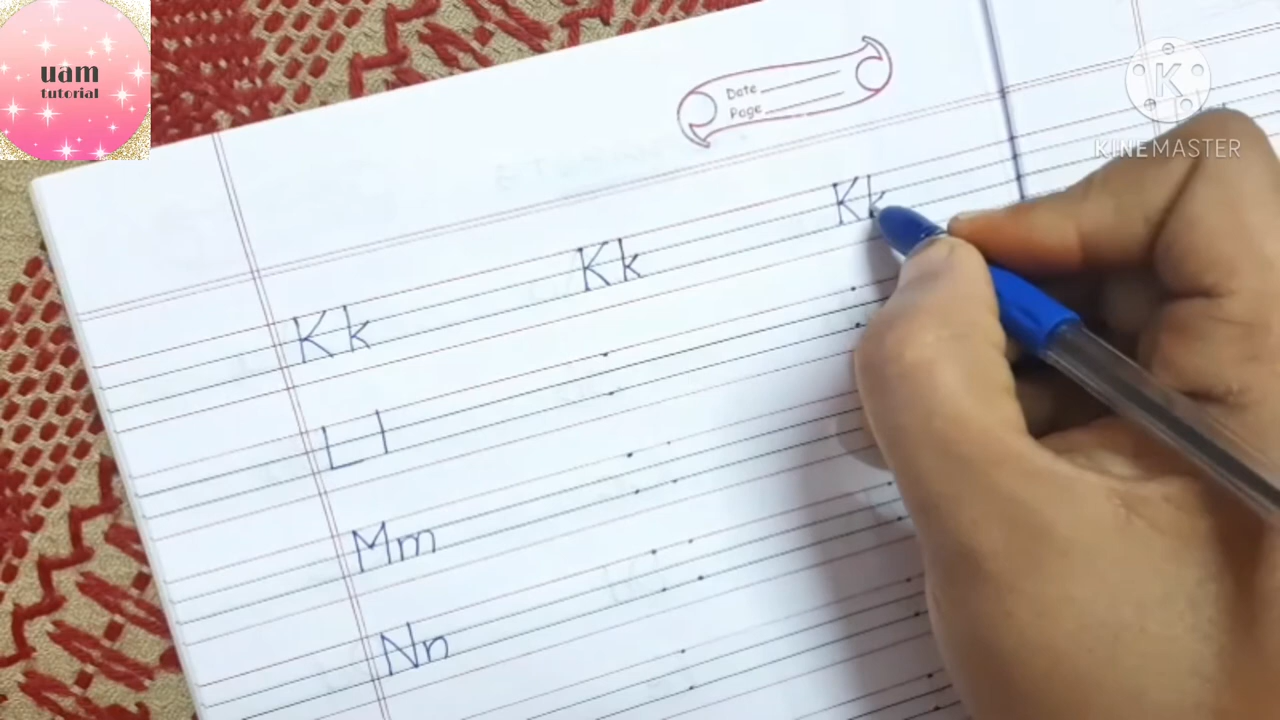 uam
tutorial
Date
Page
KINEMASTER
K
Kk Kk Kk
Ll
Mm
Nn